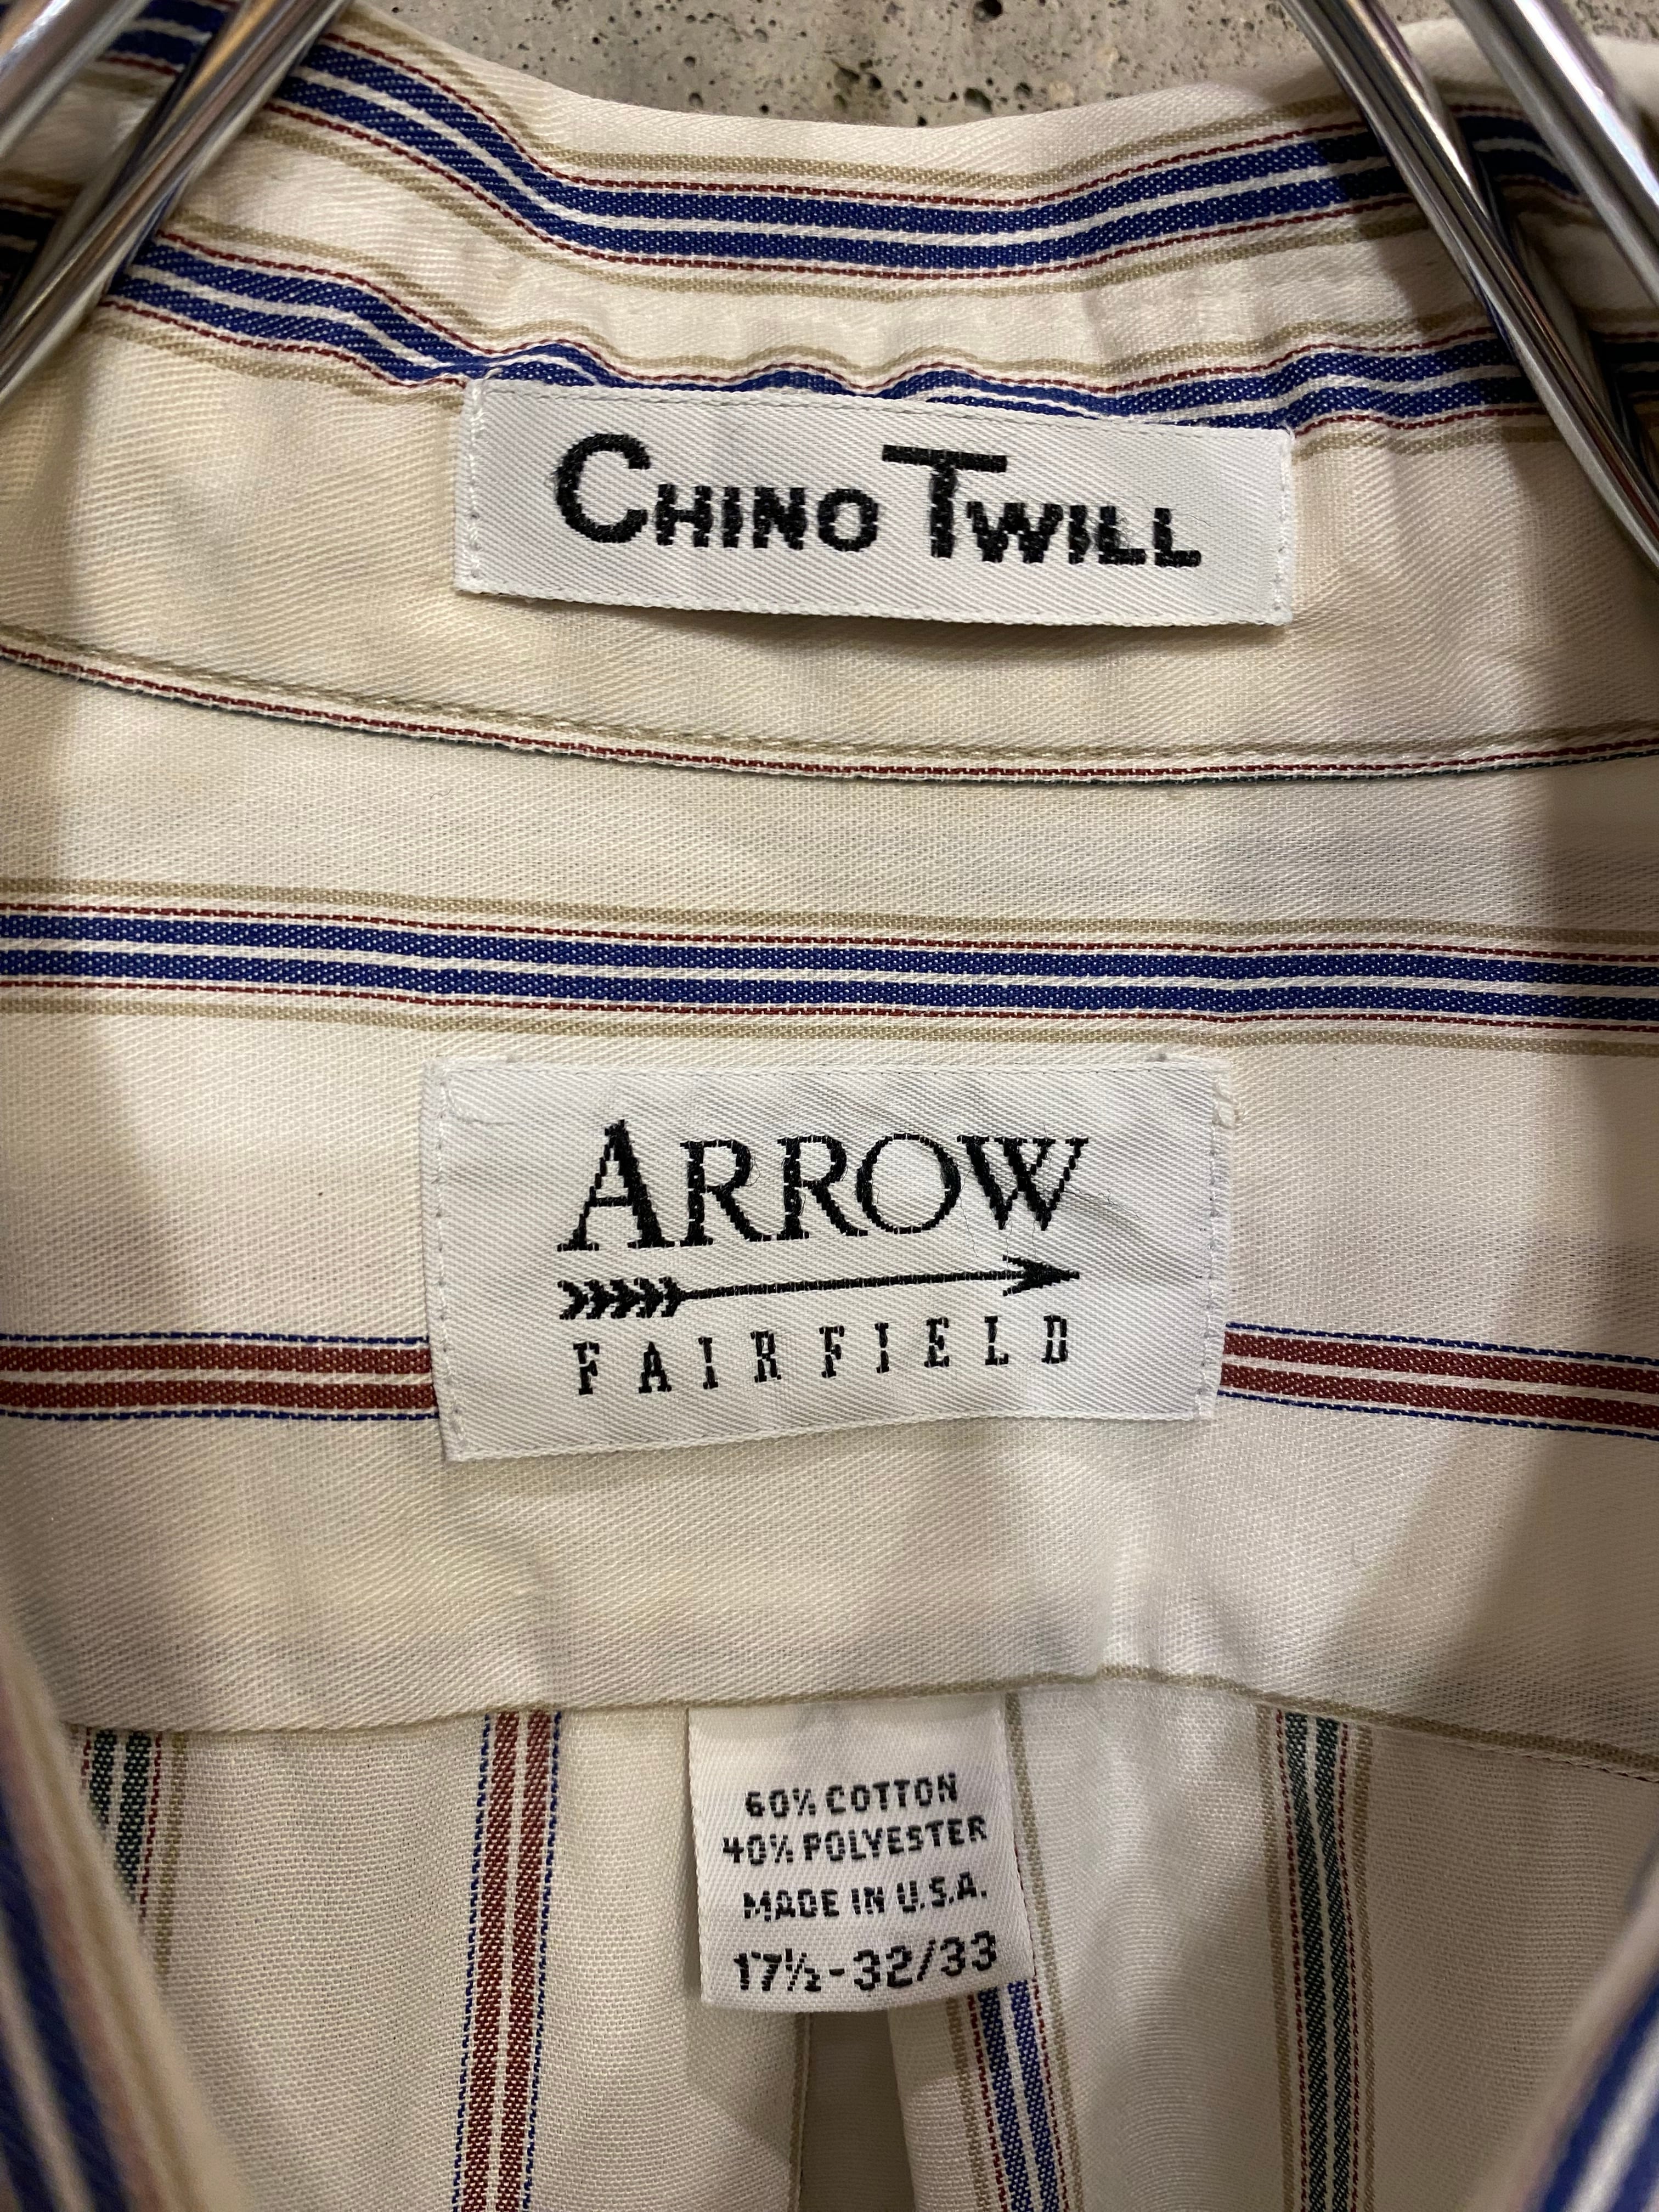 CHINO TWILL
ARROW
FAIRFIELD
60% COTTON
40% POLYESTER
MADE IN U.S.A.
17½-32/33